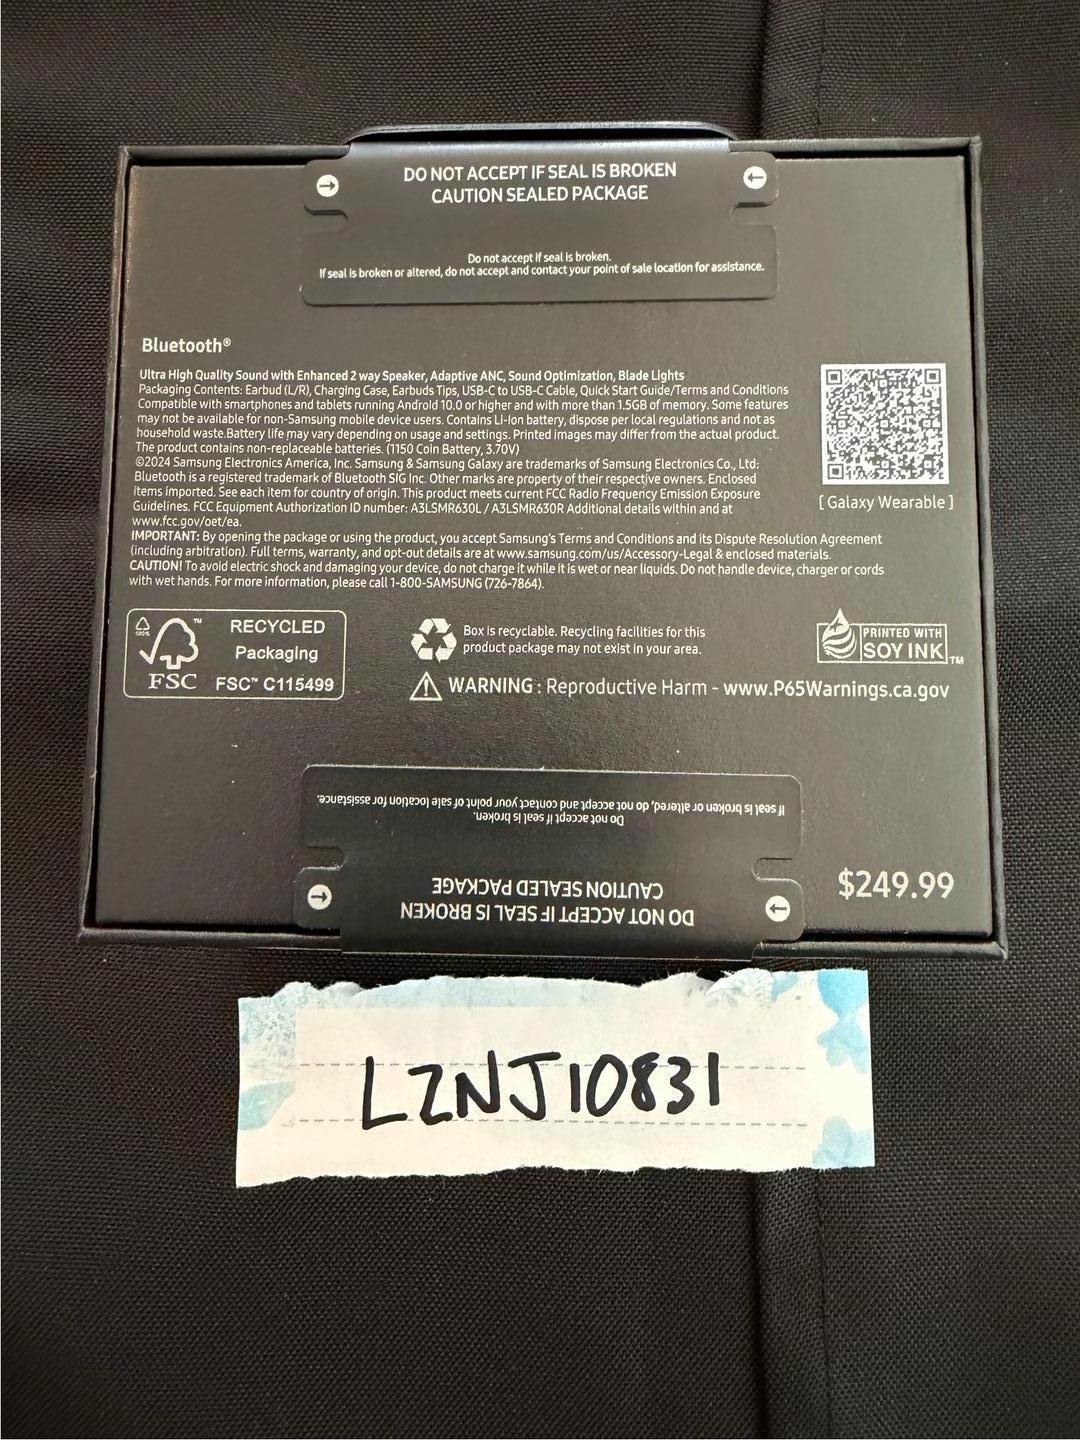 DO NOT ACCEPT IF SEAL IS BROKEN
CAUTION SEALED PACKAGE
Do not accept if seal is broken.
If seal is broken or altered, do not accept and contact your point of sale location for assistance.
Bluetooth®
Ultra High Quality Sound with Enhanced 2 way Speaker, Adaptive ANC, Sound Optimization, Blade Lights
Packaging Contents: Earbud (L/R), Charging Case, Earbuds Tips, USB-C to USB-C Cable, Quick Start Guide/Terms and Conditions
Compatible with smartphones and tablets running Android 10.0 or higher and with more than 1.5GB of memory. Some features
may not be available for non-Samsung mobile device users. Contains Li-Ion battery, dispose per local regulations and not as
household waste.Battery life may vary depending on usage and settings. Printed images may differ from the actual product.
The product contains non-replaceable batteries. (1150 Coin Battery, 3.70V)
©2024 Samsung Electronics America, Inc. Samsung & Samsung Galaxy are trademarks of Samsung Electronics Co., Ltd:
Bluetooth is a registered trademark of Bluetooth SIG Inc. Other marks are property of their respective owners. Enclosed
items imported. See each item for country of origin. This product meets current FCC Radio Frequency Emission Exposure
Guidelines. FCC Equipment Authorization ID number: A3LSMR630L / A3LSMR630R Additional details within and at
www.fcc.gov/oet/ea.
IMPORTANT: By opening the package or using the product, you accept Samsung's Terms and Conditions and its Dispute Resolution Agreement
(including arbitration). Full terms, warranty, and opt-out details are at www.samsung.com/us/Accessory-Legal & enclosed materials.
CAUTION! To avoid electric shock and damaging your device, do not charge it while it is wet or near liquids. Do not handle device, charger or cords
with wet hands. For more information, please call 1-800-SAMSUNG (726-7864).
[ Galaxy Wearable ]
100%
™
FSC
RECYCLED
Packaging
FSC™ C115499
Box is recyclable. Recycling facilities for this
product package may not exist in your area.
PRINTED WITH
SOY INK™
WARNING : Reproductive Harm - www.P65Warnings.ca.gov
DO NOT ACCEPT IF SEAL IS BROKEN
CAUTION SEALED PACKAGE
Do not accept if seal is broken.
If seal is broken or altered, do not accept and contact your point of sale location for assistance.
$249.99
LZNJ10831